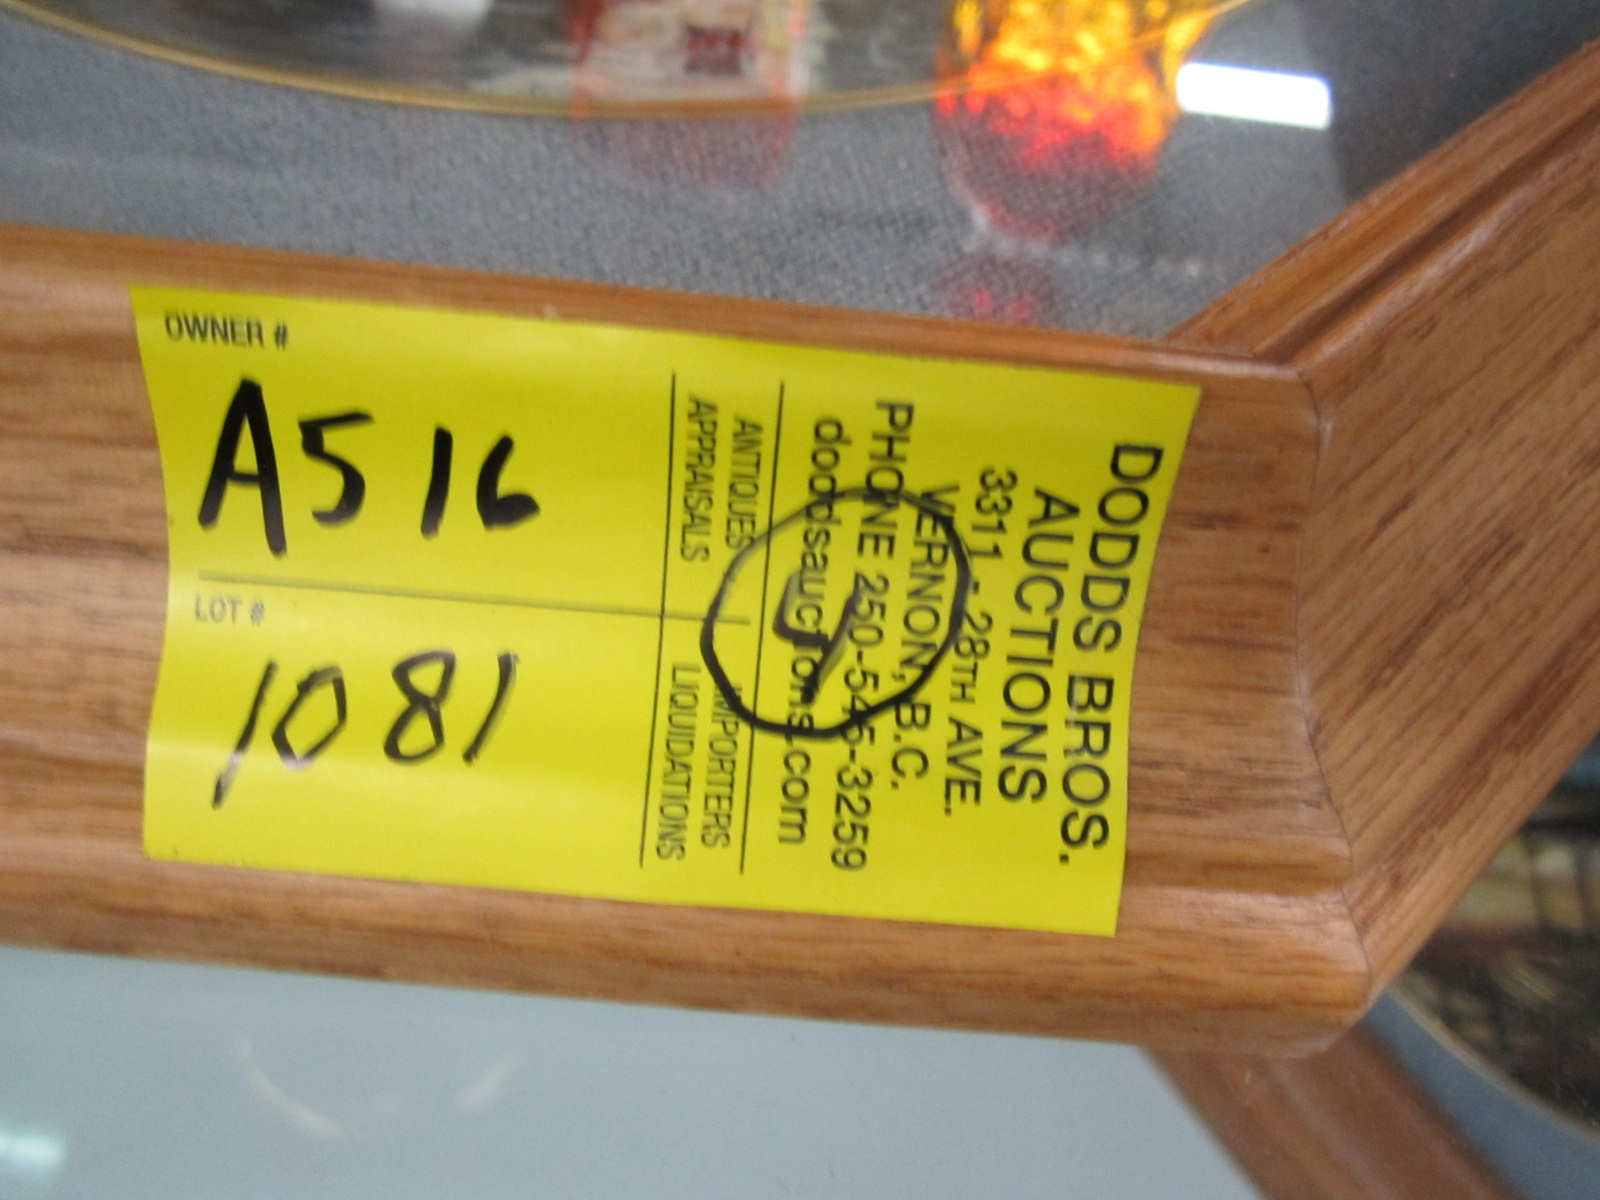 DODDS BROS.
AUCTIONS
3311 - 28TH AVE.
VERNON, B.C.
PHONE 250-545-3259
doddsauctions.com
ANTIQUES IMPORTERS
APPRAISALS LIQUIDATIONS
OWNER #
A516
LOT #
1081